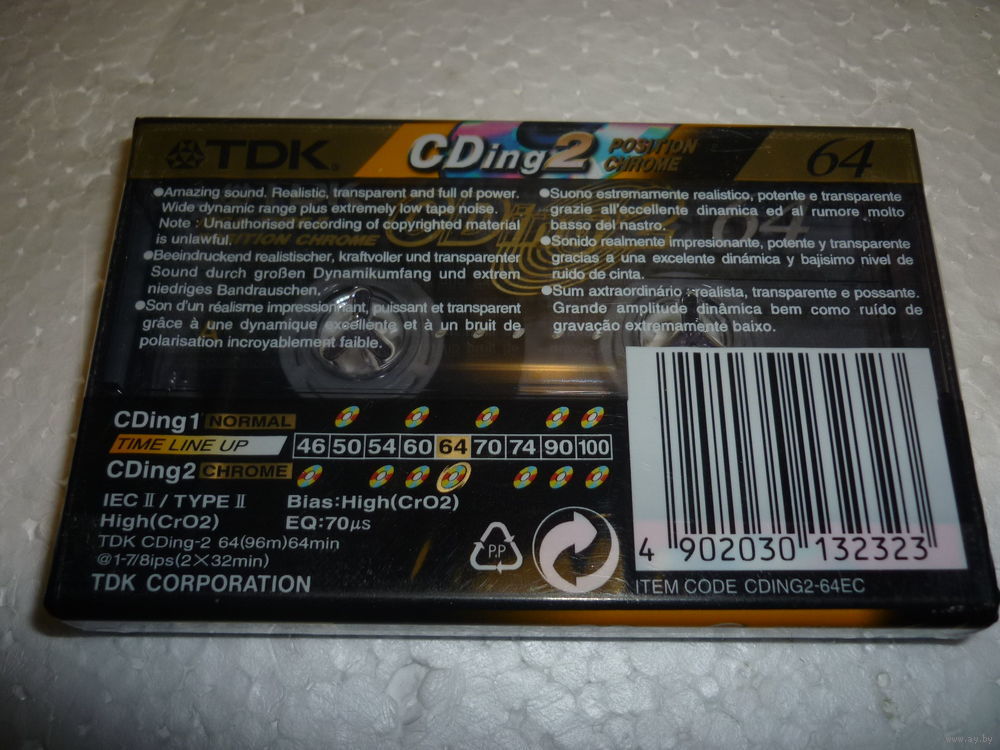 TDK
CDing2
POSITION
CHROME
64
●Amazing sound. Realistic, transparent and full of power.
Wide dynamic range plus extremely low tape noise.
Note : Unauthorised recording of copyrighted material
is unlawful.
●Beeindruckend realistischer, kraftvoller und transparenter
Sound durch großen Dynamikumfang und extrem
niedriges Bandrauschen.
●Son d'un réalisme impressionnant, puissant et transparent
grâce à une dynamique excellente et à un bruit de
polarisation incroyablement faible.
●Suono estremamente realistico, potente e transparente
grazie all'eccellente dinamica ed al rumore molto
basso del nastro.
●Sonido realmente impresionante, potente y transparente
gracias a una excelente dinámica y bajisimo nivel de
ruido de cinta.
●Sum axtraordinário :realista, transparente e possante.
Grande amplitude dinâmica bem como ruído de
gravação extremamente baixo.
64
CDing1 NORMAL
TIME LINE UP 46 50 54 60 64 70 74 90 100
CDing2 CHROME
IEC II / TYPE II Bias:High(CrO2)
High(CrO2) EQ:70µs
TDK CDing-2 64(96m)64min
@1-7/8ips(2×32min)
TDK CORPORATION
P.P
4 902030 132323
ITEM CODE CDING2-64EC
www.ay.by